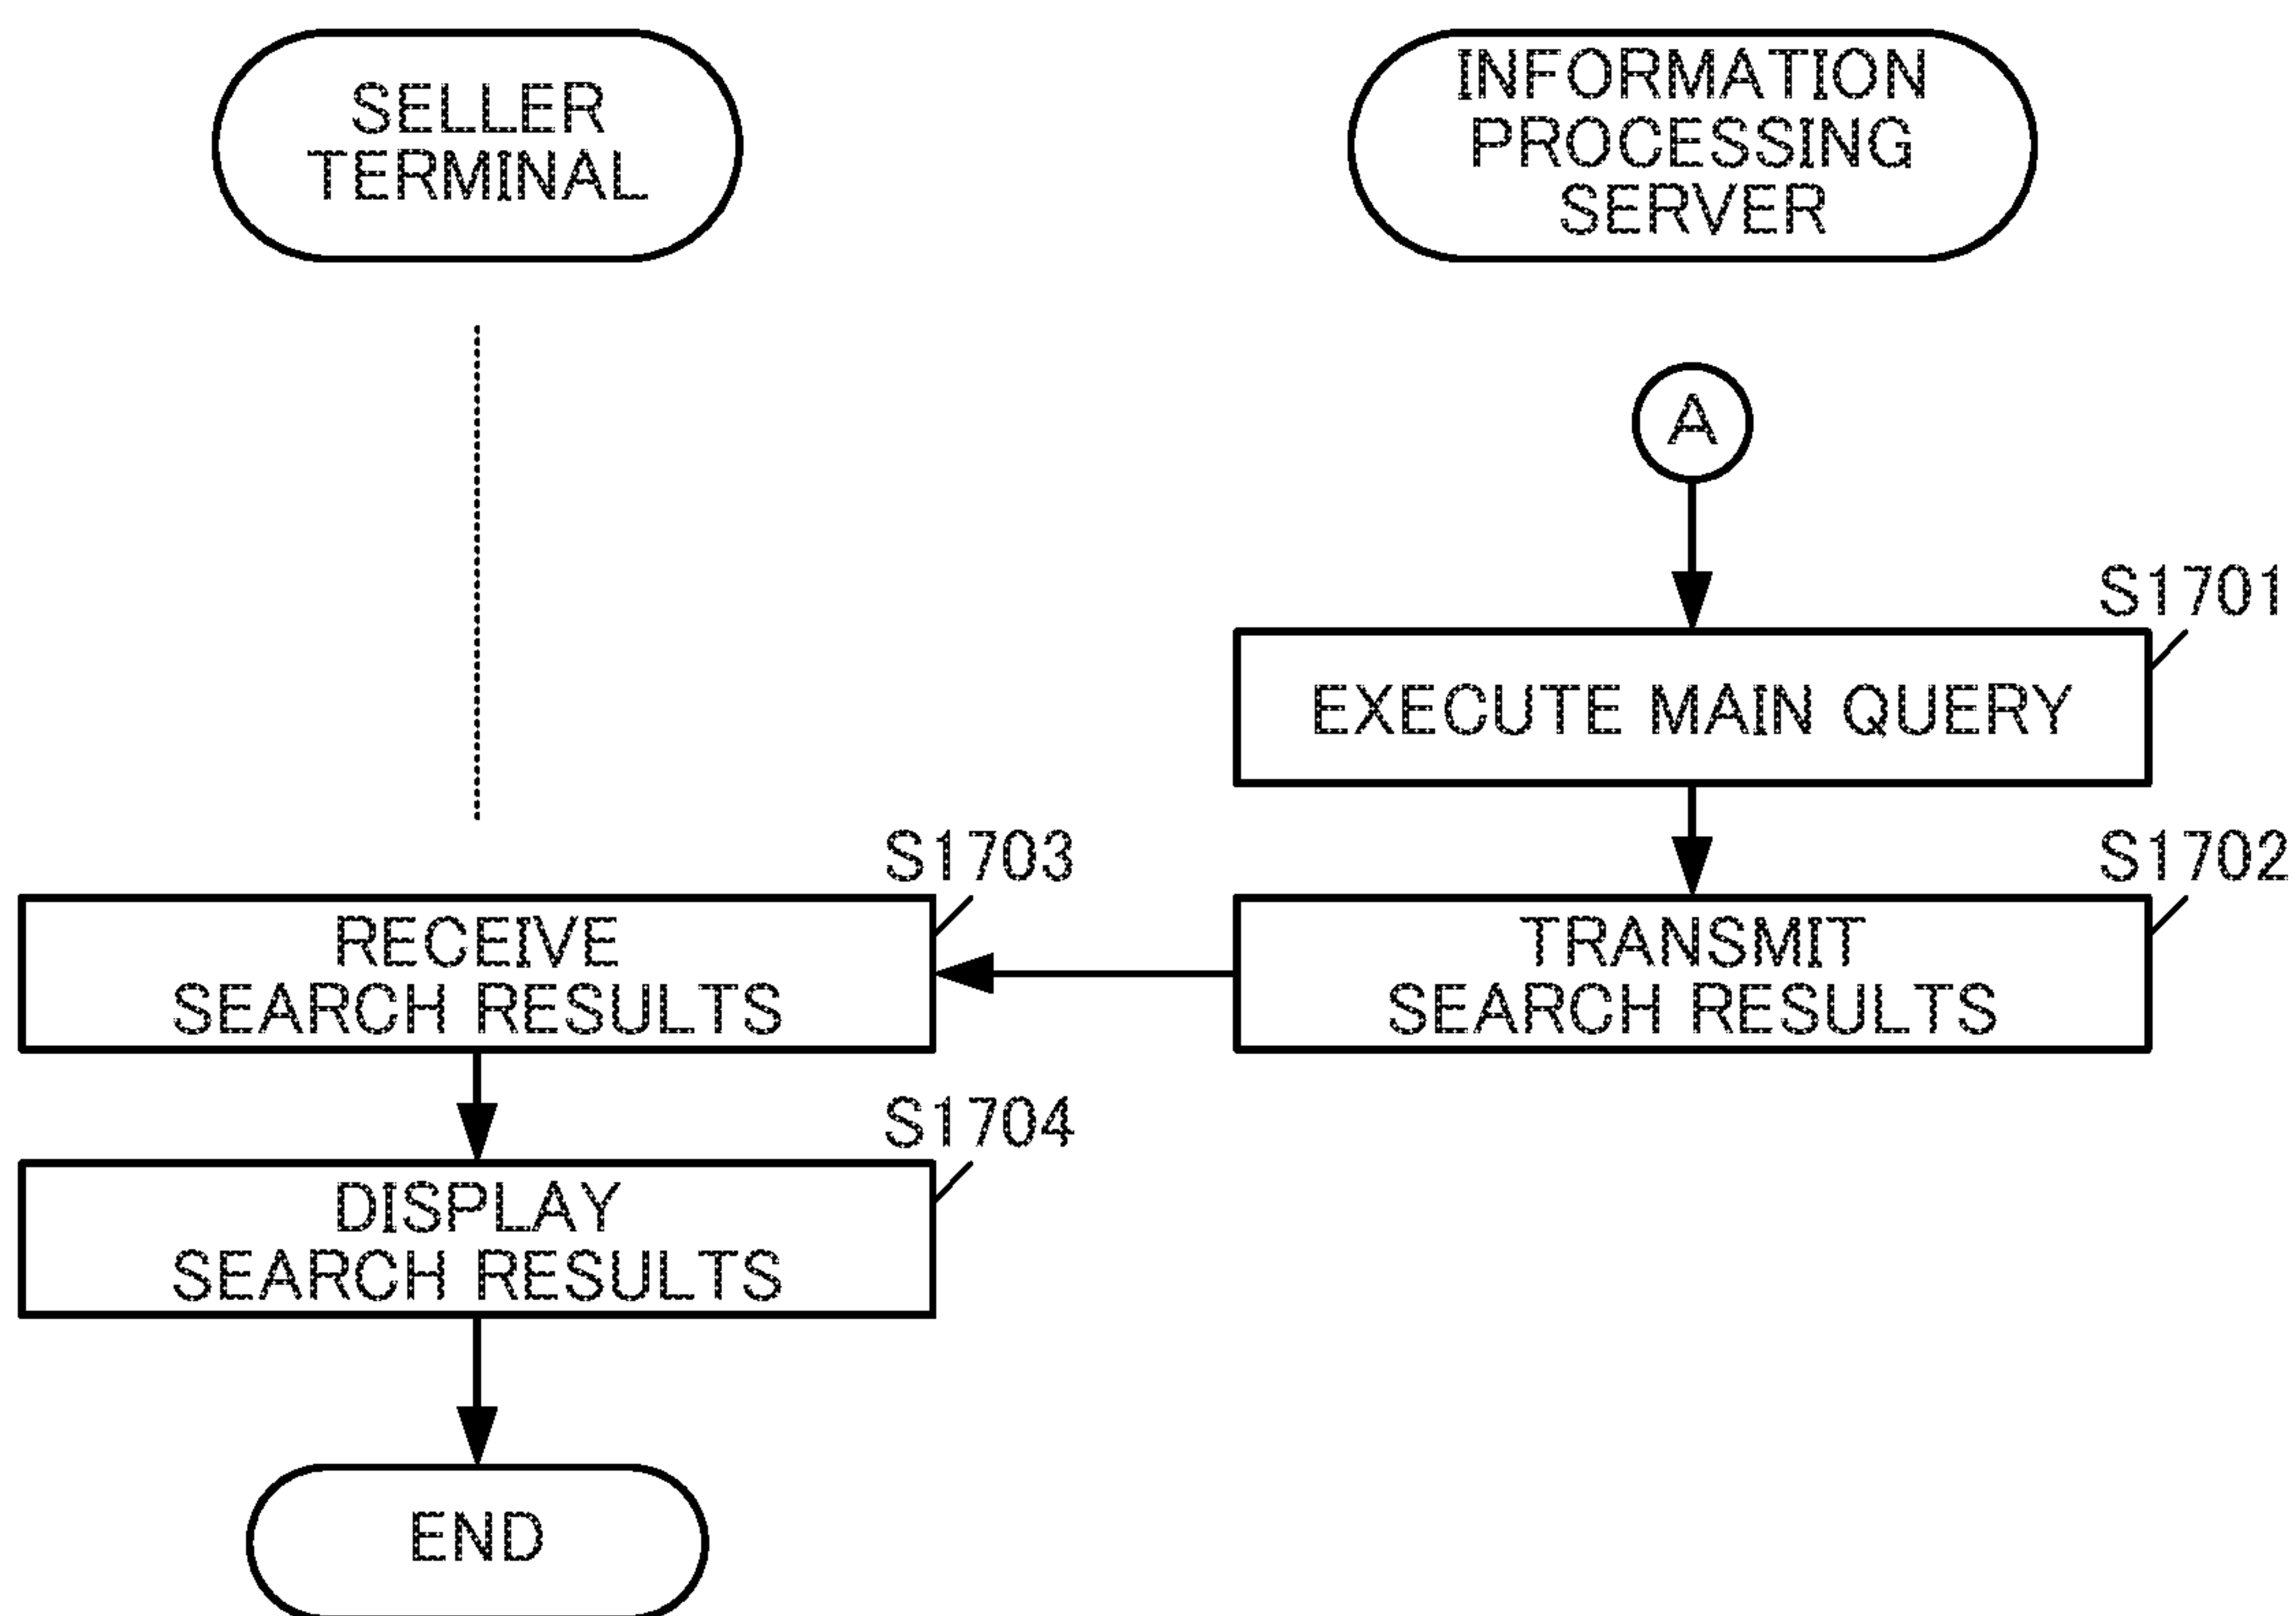 SELLER
TERMINAL
INFORMATION
PROCESSING
SERVER
A
S1701
EXECUTE MAIN QUERY
S1703
S1702
RECEIVE
SEARCH RESULTS
TRANSMIT
SEARCH RESULTS
S1704
DISPLAY
SEARCH RESULTS
END